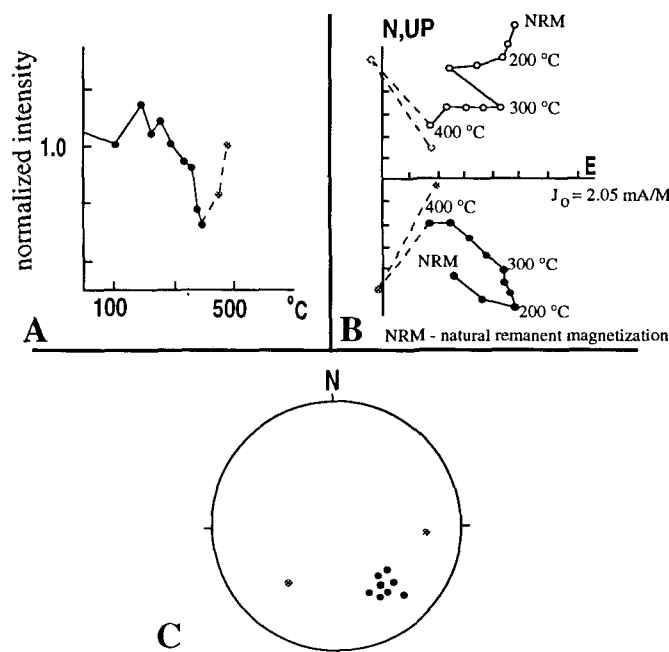 normalized intensity
1.0
100
500
°C
A
N,UP
NRM
200 °C
300 °C
400 °C
E
J₀ = 2.05 mA/M
400 °C
300 °C
NRM
200 °C
B
NRM - natural remanent magnetization
N
C